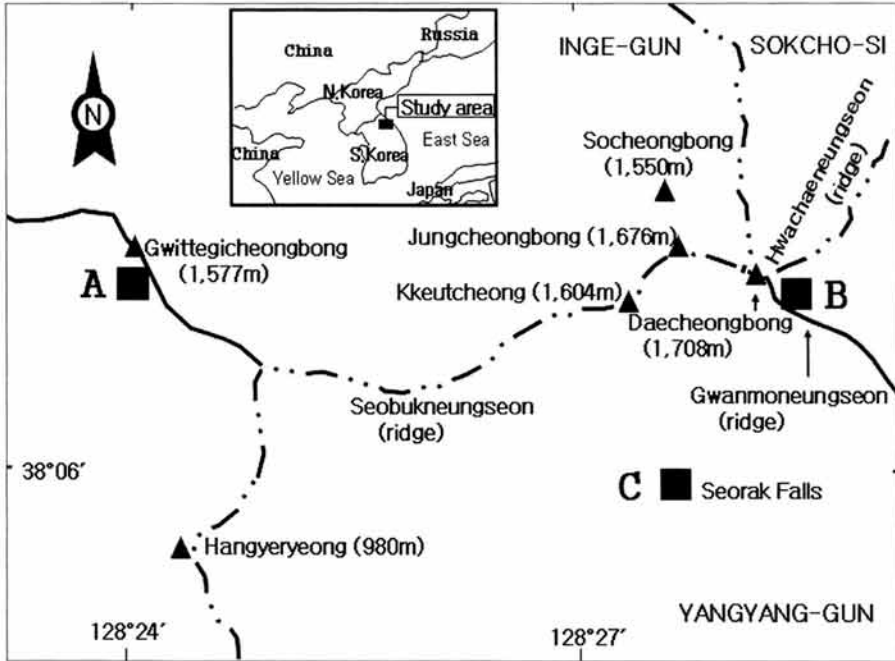 INGE-GUN
SOKCHO-SI
N
China
Russia
N.Korea
Study area
China
S.Korea
East Sea
Yellow Sea
Japan
Socheongbong
(1,550m)
Hwachaeneungseon
(ridge)
Gwittegicheongbong
(1,577m)
A
Jungcheongbong (1,676m)
Kkeutcheong (1,604m)
B
Daecheongbong
(1,708m)
Seobukneungseon
(ridge)
Gwanmoneungseon
(ridge)
38°06′
C
Seorak Falls
Hangyeryeong (980m)
128°24′
128°27′
YANGYANG-GUN